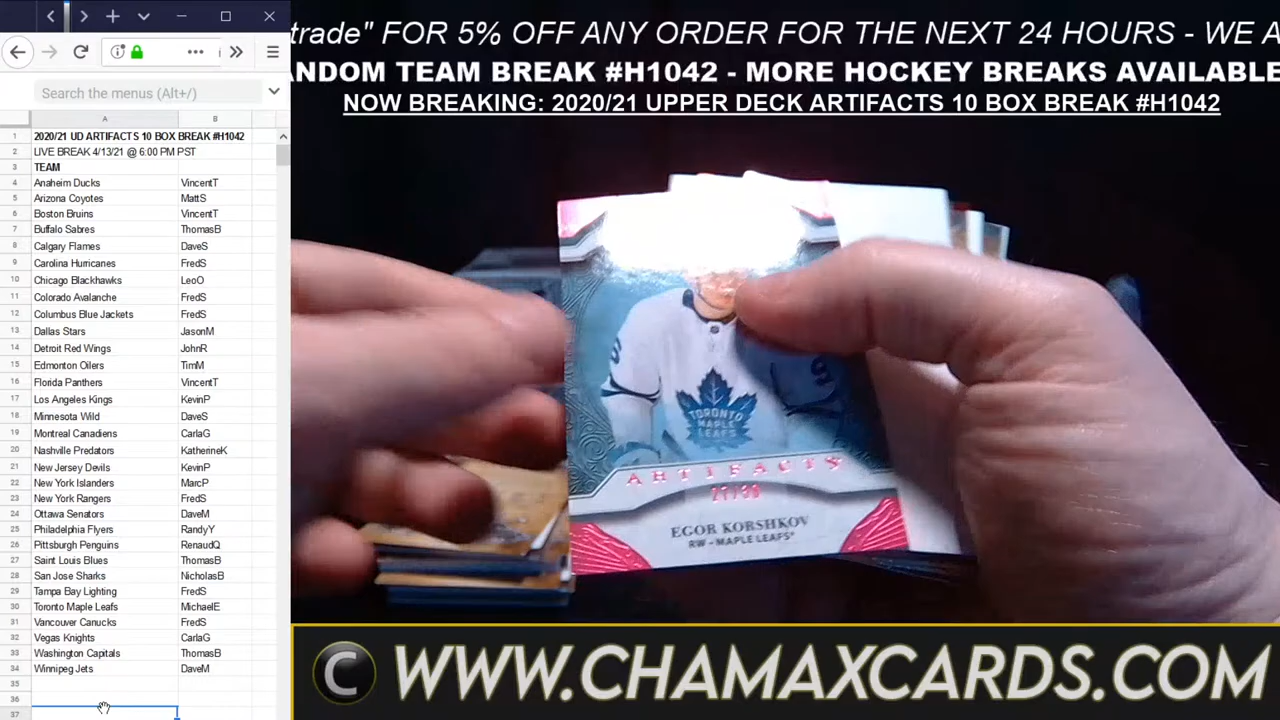 trade" FOR 5% OFF ANY ORDER FOR THE NEXT 24 HOURS - WE A
ANDOM TEAM BREAK #H1042 - MORE HOCKEY BREAKS AVAILABLE
NOW BREAKING: 2020/21 UPPER DECK ARTIFACTS 10 BOX BREAK #H1042
Search the menus (Alt+/)
A B
1 2020/21 UD ARTIFACTS 10 BOX BREAK #H1042
2 LIVE BREAK 4/13/21 @ 6:00 PM PST
3 TEAM
4 Anaheim Ducks VincentT
5 Arizona Coyotes MattS
6 Boston Bruins VincentT
7 Buffalo Sabres ThomasB
8 Calgary Flames DaveS
9 Carolina Hurricanes FredS
10 Chicago Blackhawks LeoO
11 Colorado Avalanche FredS
12 Columbus Blue Jackets FredS
13 Dallas Stars JasonM
14 Detroit Red Wings JohnR
15 Edmonton Oilers TimM
16 Florida Panthers VincentT
17 Los Angeles Kings KevinP
18 Minnesota Wild DaveS
19 Montreal Canadiens CarlaG
20 Nashville Predators KatherineK
21 New Jersey Devils KevinP
22 New York Islanders MarcP
23 New York Rangers FredS
24 Ottawa Senators DaveM
25 Philadelphia Flyers RandyY
26 Pittsburgh Penguins RenaudQ
27 Saint Louis Blues ThomasB
28 San Jose Sharks NicholasB
29 Tampa Bay Lighting FredS
30 Toronto Maple Leafs MichaelE
31 Vancouver Canucks FredS
32 Vegas Knights CarlaG
33 Washington Capitals ThomasB
34 Winnipeg Jets DaveM
35
36
37
TORONTO
MAPLE
LEAFS
ARTIFACTS
EGOR KORSHKOV
RW - MAPLE LEAFS
C WWW.CHAMAXCARDS.COM